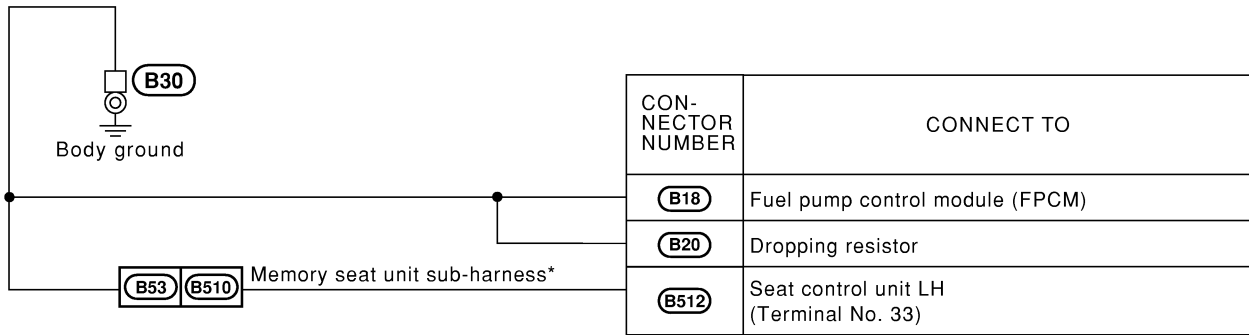 B30
Body ground
CON-
NECTOR
NUMBER
CONNECT TO
B18
Fuel pump control module (FPCM)
B20
Dropping resistor
B53
B510
Memory seat unit sub-harness*
B512
Seat control unit LH
(Terminal No. 33)